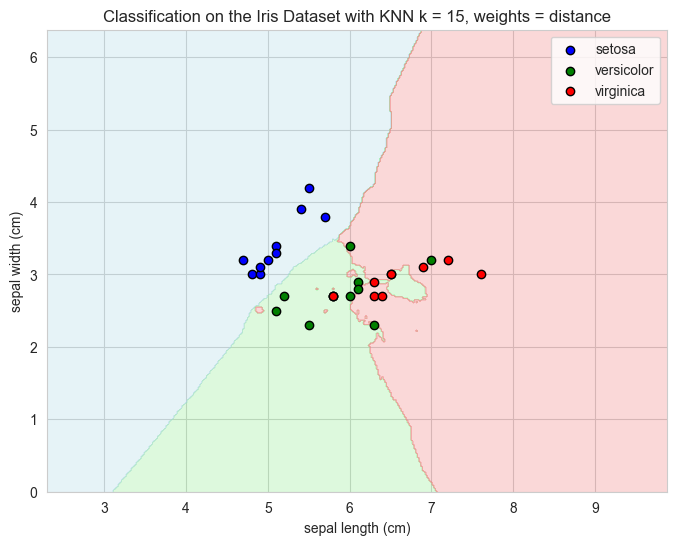 Classification on the Iris Dataset with KNN k = 15, weights = distance
setosa
versicolor
virginica
sepal width (cm)
6
5
4
3
2
1
0
3 4 5 6 7 8 9
sepal length (cm)